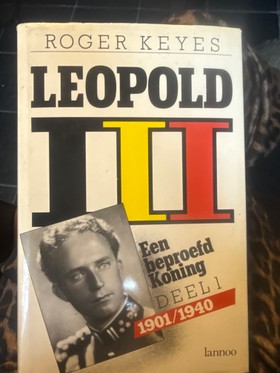 ROGER KEYES
LEOPOLD
III
Een
beproefd
Koning
DEEL 1
1901/1940
lannoo